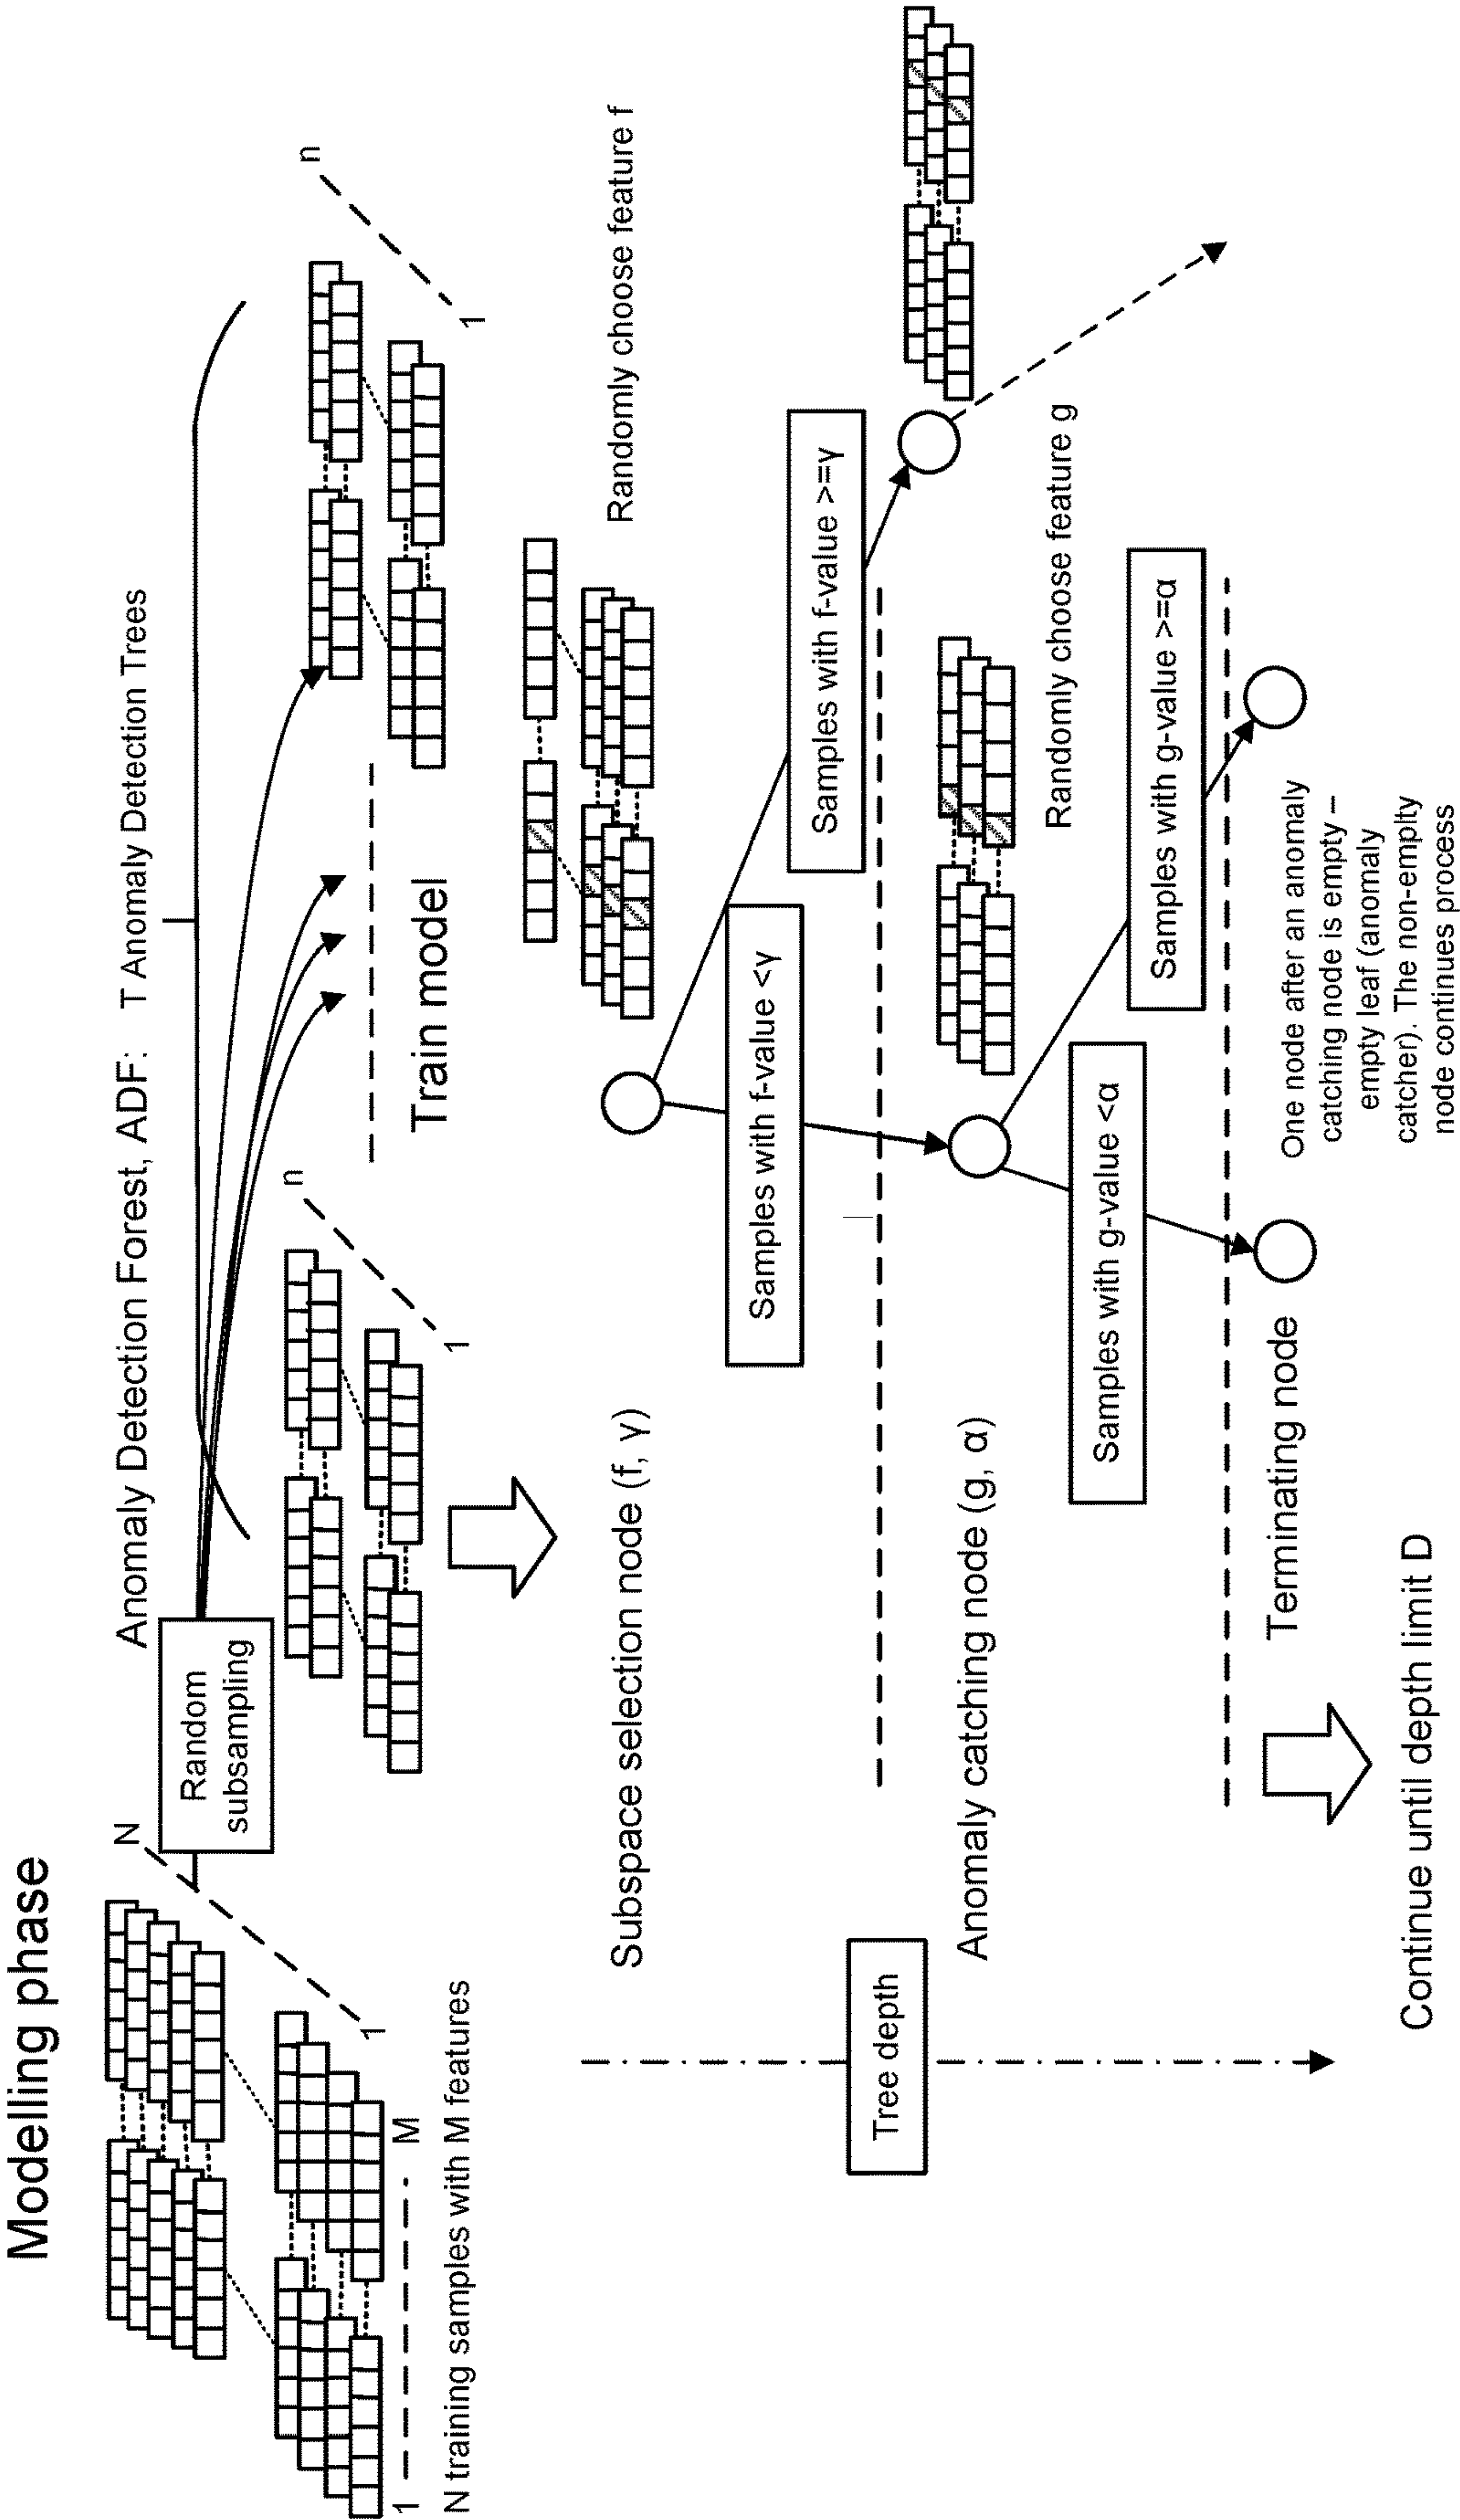 Modelling phase
Anomaly Detection Forest, ADF:   T Anomaly Detection Trees
N
Random
subsampling
n
n
1
1
1
1
M
N training samples with M features
Train model
Randomly choose feature f
Subspace selection node (f, γ)
Samples with f-value <γ
Samples with f-value >=γ
Tree depth
Anomaly catching node (g, α)
Randomly choose feature g
Samples with g-value <α
Samples with g-value >=α
Terminating node
One node after an anomaly
catching node is empty –
empty leaf (anomaly
catcher). The non-emplty
node continues process
Continue until depth limit D